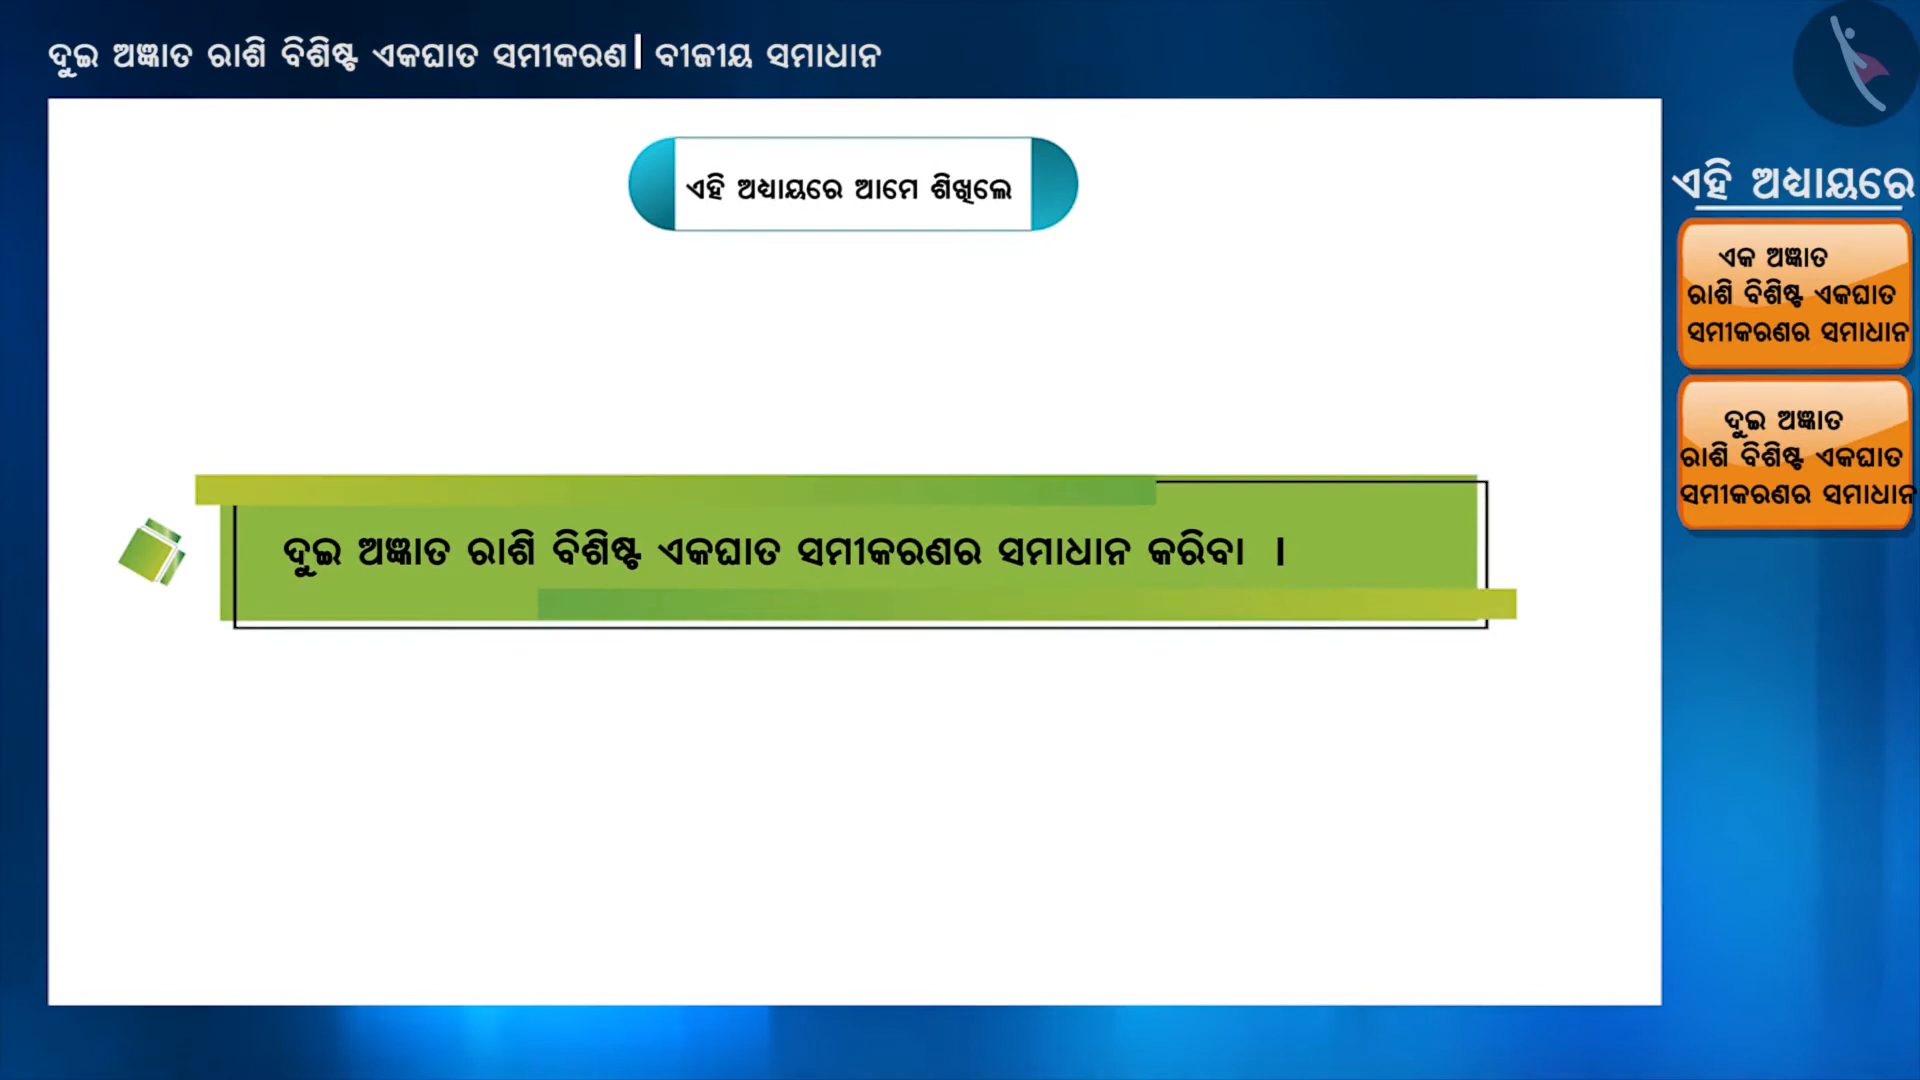 ଦୁଇ ଅଜ୍ଞାତ ରାଶି ବିଶିଷ୍ଟ ଏକଘାତ ସମୀକରଣ| ବୀଜୀୟ ସମାଧାନ
ଏହି ଅଧ୍ୟାୟରେ ଆମେ ଶିଖିଲେ
ଦୁଇ ଅଜ୍ଞାତ ରାଶି ବିଶିଷ୍ଟ ଏକଘାତ ସମୀକରଣର ସମାଧାନ କରିବା ।
ଏହି ଅଧ୍ୟାୟରେ
ଏକ ଅଜ୍ଞାତ
ରାଶି ବିଶିଷ୍ଟ ଏକଘାତ
ସମୀକରଣର ସମାଧାନ
ଦୁଇ ଅଜ୍ଞାତ
ରାଶି ବିଶିଷ୍ଟ ଏକଘାତ
ସମୀକରଣର ସମାଧାନ